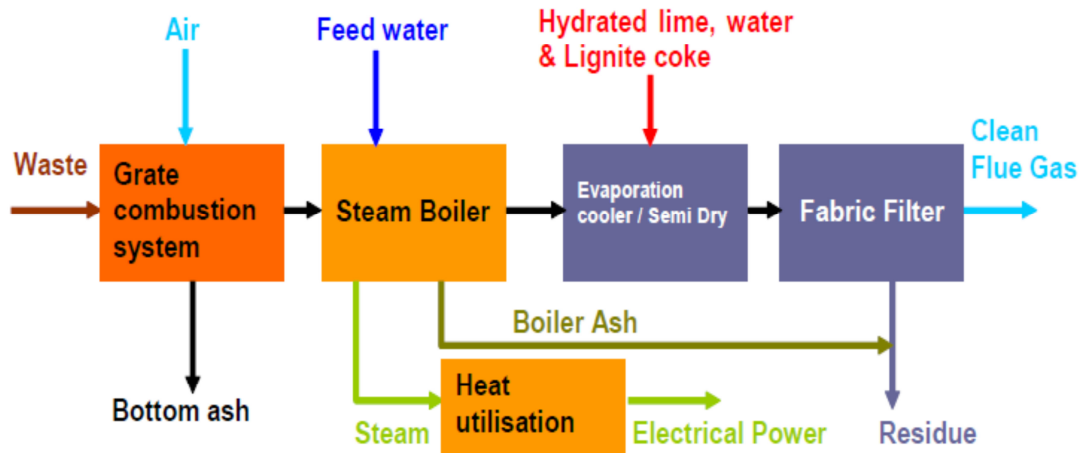 Air
Feed water
Hydrated lime, water
& Lignite coke
Waste
Grate
combustion
system
Steam Boiler
Evaporation
cooler / Semi Dry
Fabric Filter
Clean
Flue Gas
Boiler Ash
Bottom ash
Steam
Heat
utilisation
Electrical Power
Residue